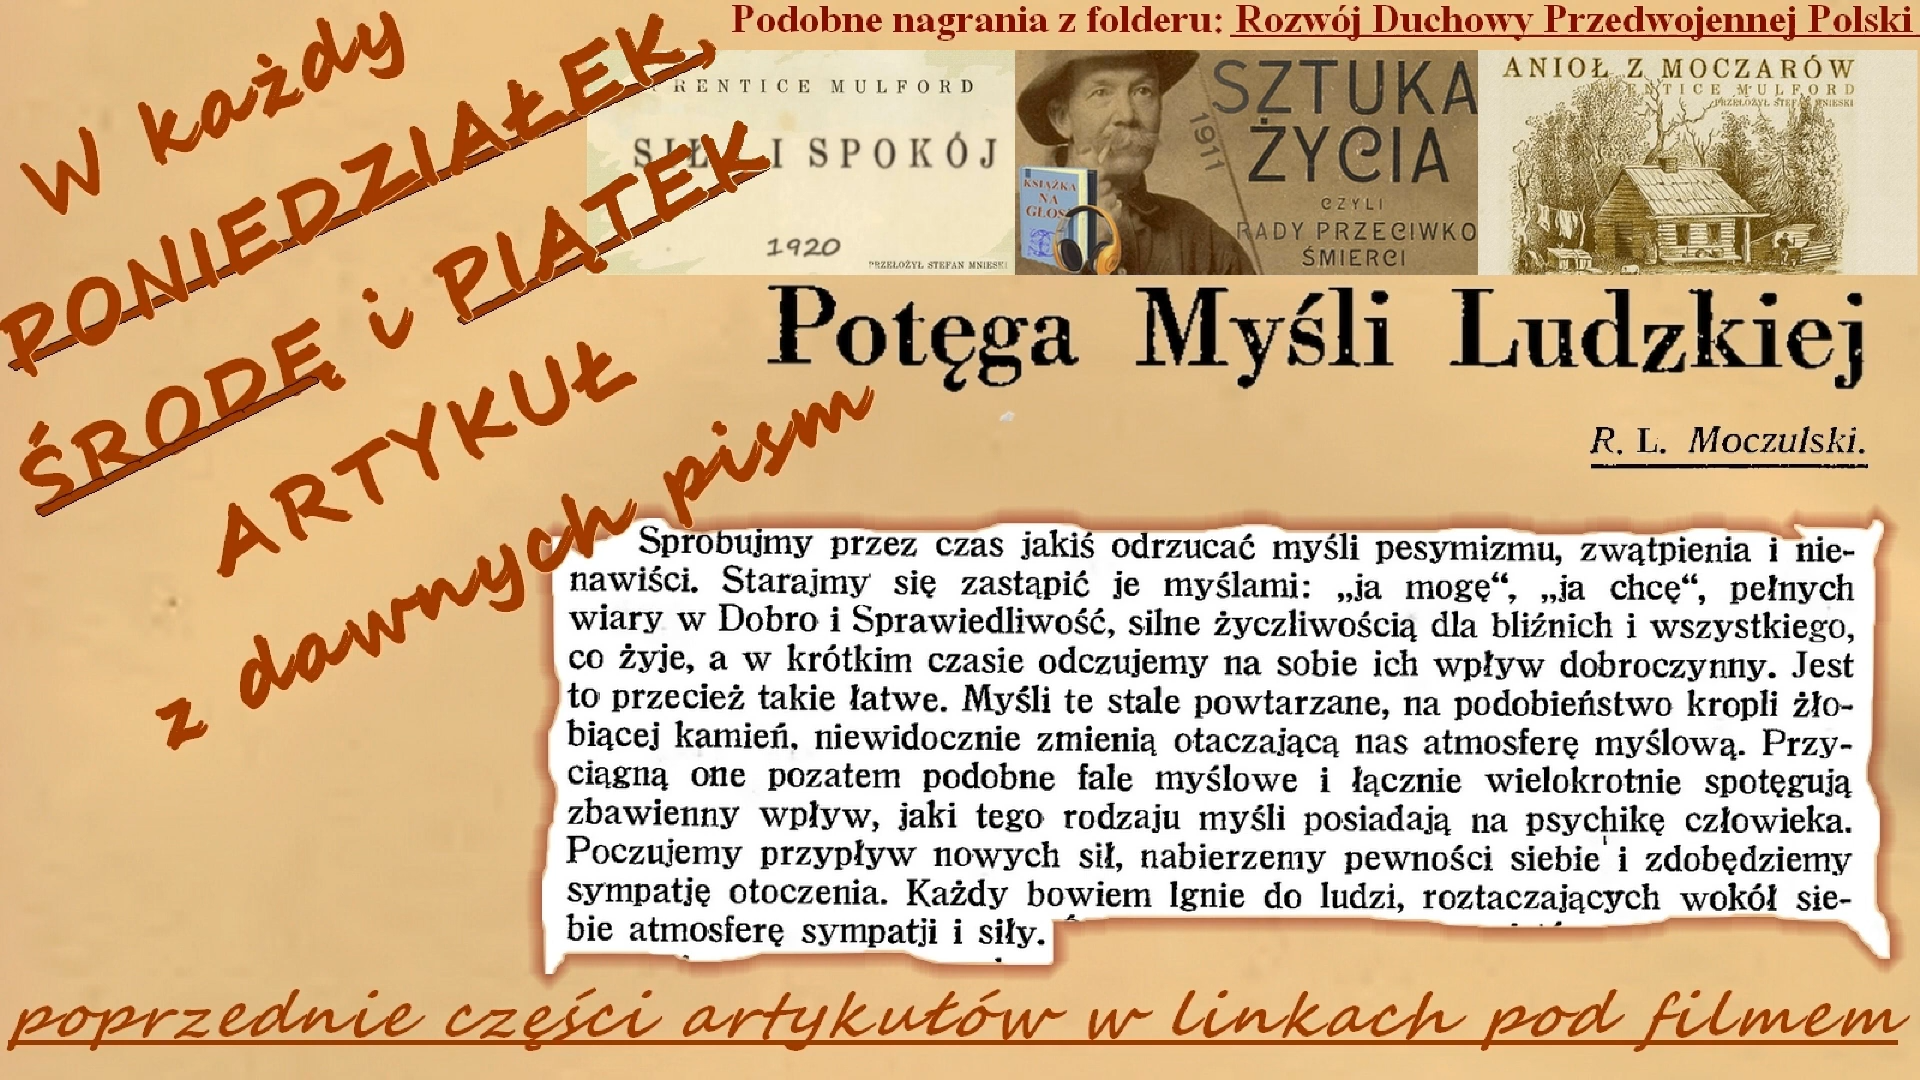 Podobne nagrania z folderu: Rozwój Duchowy Przedwojennej Polski
W każdy
PONIEDZIAŁEK,
ŚRODĘ i PIĄTEK
ARTYKUŁ
z dawnych pism
RENTICE MULFORD
SIŁ I SPOKÓJ
1920
PRZEŁOŻYŁ STEFAN MNIESKI
KSIĄŻKA
NA
GŁOS
1911
SZTUKA
ŻYCIA
CZYLI
RADY PRZECIWKO
ŚMIERCI
ANIOŁ Z MOCZARÓW
RENTICE MULFORD
PRZEŁOŻYŁ STEFAN MNIESKI
Potęga Myśli Ludzkiej
R. L. Moczulski.
Sprobujmy przez czas jakiś odrzucać myśli pesymizmu, zwątpienia i nie-
nawiści. Starajmy się zastąpić je myślami: „ja mogę“, „ja chcę“, pełnych
wiary w Dobro i Sprawiedliwość, silne życzliwością dla bliźnich i wszystkiego,
co żyje, a w krótkim czasie odczujemy na sobie ich wpływ dobroczynny. Jest
to przecież takie łatwe. Myśli te stale powtarzane, na podobieństwo kropli żło-
biącej kamień, niewidocznie zmienią otaczającą nas atmosferę myślową. Przy-
ciągną one pozatem podobne fale myślowe i łącznie wielokrotnie spotęgują
zbawienny wpływ, jaki tego rodzaju myśli posiadają na psychikę człowieka.
Poczujemy przypływ nowych sił, nabierzemy pewności siebie i zdobędziemy
sympatję otoczenia. Każdy bowiem lgnie do ludzi, roztaczających wokół sie-
bie atmosferę sympatji i siły.
poprzednie części artykułów w linkach pod filmem